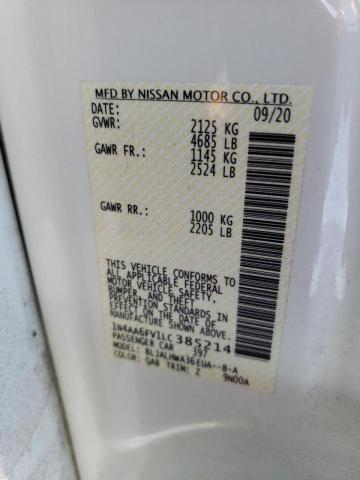 MFD BY NISSAN MOTOR CO., LTD.
DATE: 09/20
GVWR: 2125 KG
4685 LB
GAWR FR.: 1145 KG
2524 LB
GAWR RR.: 1000 KG
2205 LB
THIS VEHICLE CONFORMS TO
ALL APPLICABLE FEDERAL
MOTOR VEHICLE SAFETY,
BUMPER, AND THEFT
PREVENTION STANDARDS
IN EFFECT ON THE DATE OF
MANUFACTURE SHOWN ABOVE.
1N4AA6FV1LC385214
PASSENGER CAR 397
MODEL: BLJALHWA36EUA--B-A
COLOR: QAB TRIM: Z 9N00A